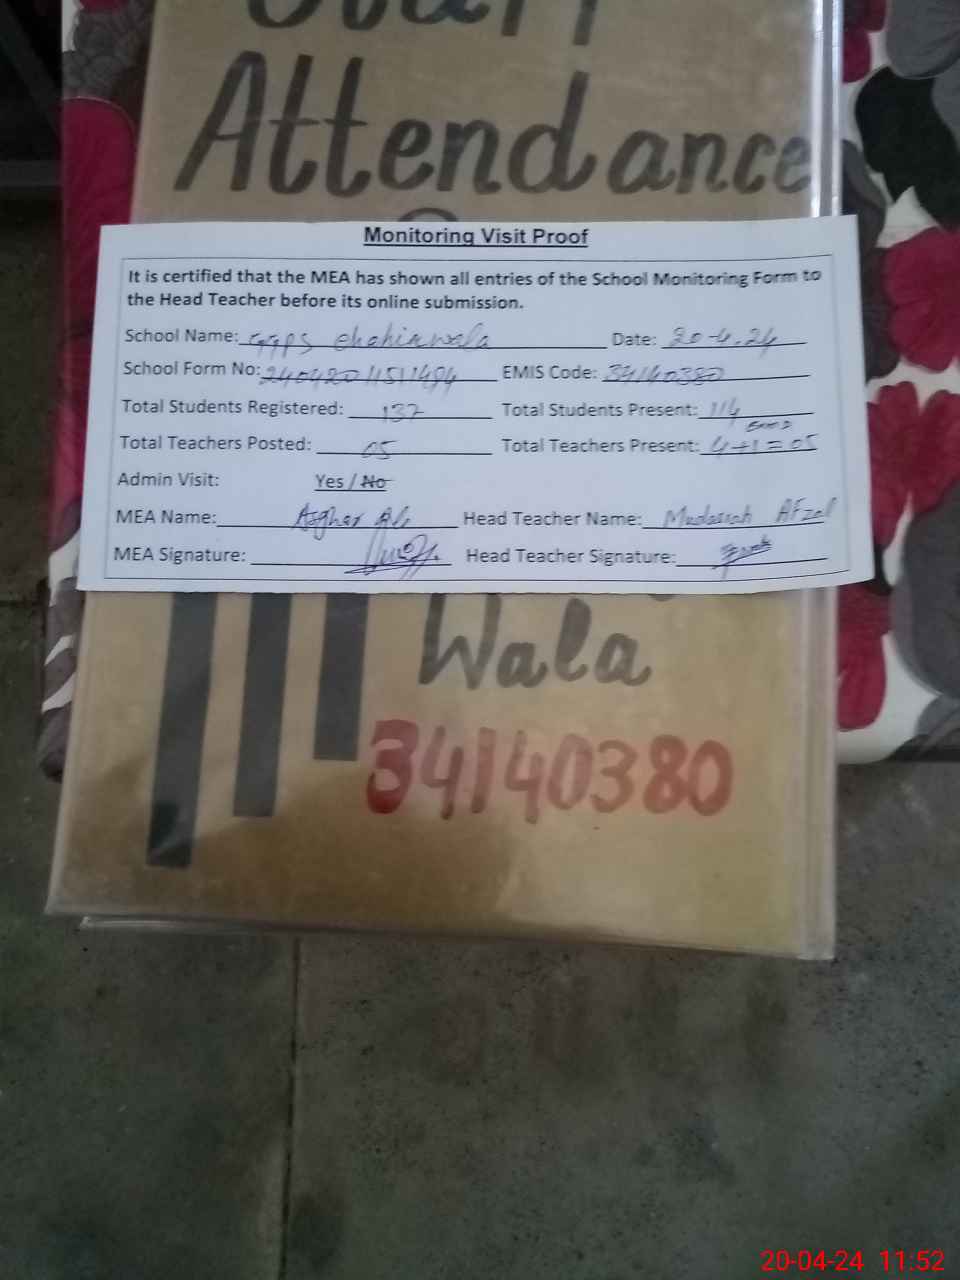 Staff
Attendance
Monitoring Visit Proof
It is certified that the MEA has shown all entries of the School Monitoring Form to
the Head Teacher before its online submission.
School Name: GGPS chahinwala Date: 20-4.24
School Form No: 24042011511494 EMIS Code: 34140380
Total Students Registered: 137 Total Students Present: 114
Total Teachers Posted: 05 Total Teachers Present: 4+1=05
Admin Visit: Yes / No
MEA Name: Asghar Ali Head Teacher Name: Mudassah Afzal
MEA Signature: Head Teacher Signature:
Wala
34140380
20-04-24 11:52